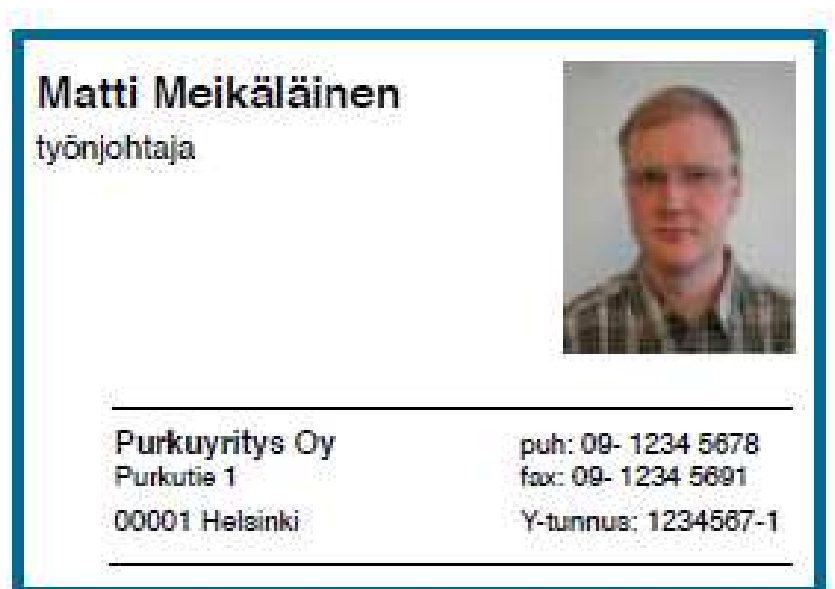 Matti Meikäläinen
työnjohtaja
Purkuyritys Oy
Purkutie 1
00001 Helsinki
puh: 09- 1234 5678
fax: 09- 1234 5691
Y-tunnus: 1234567-1